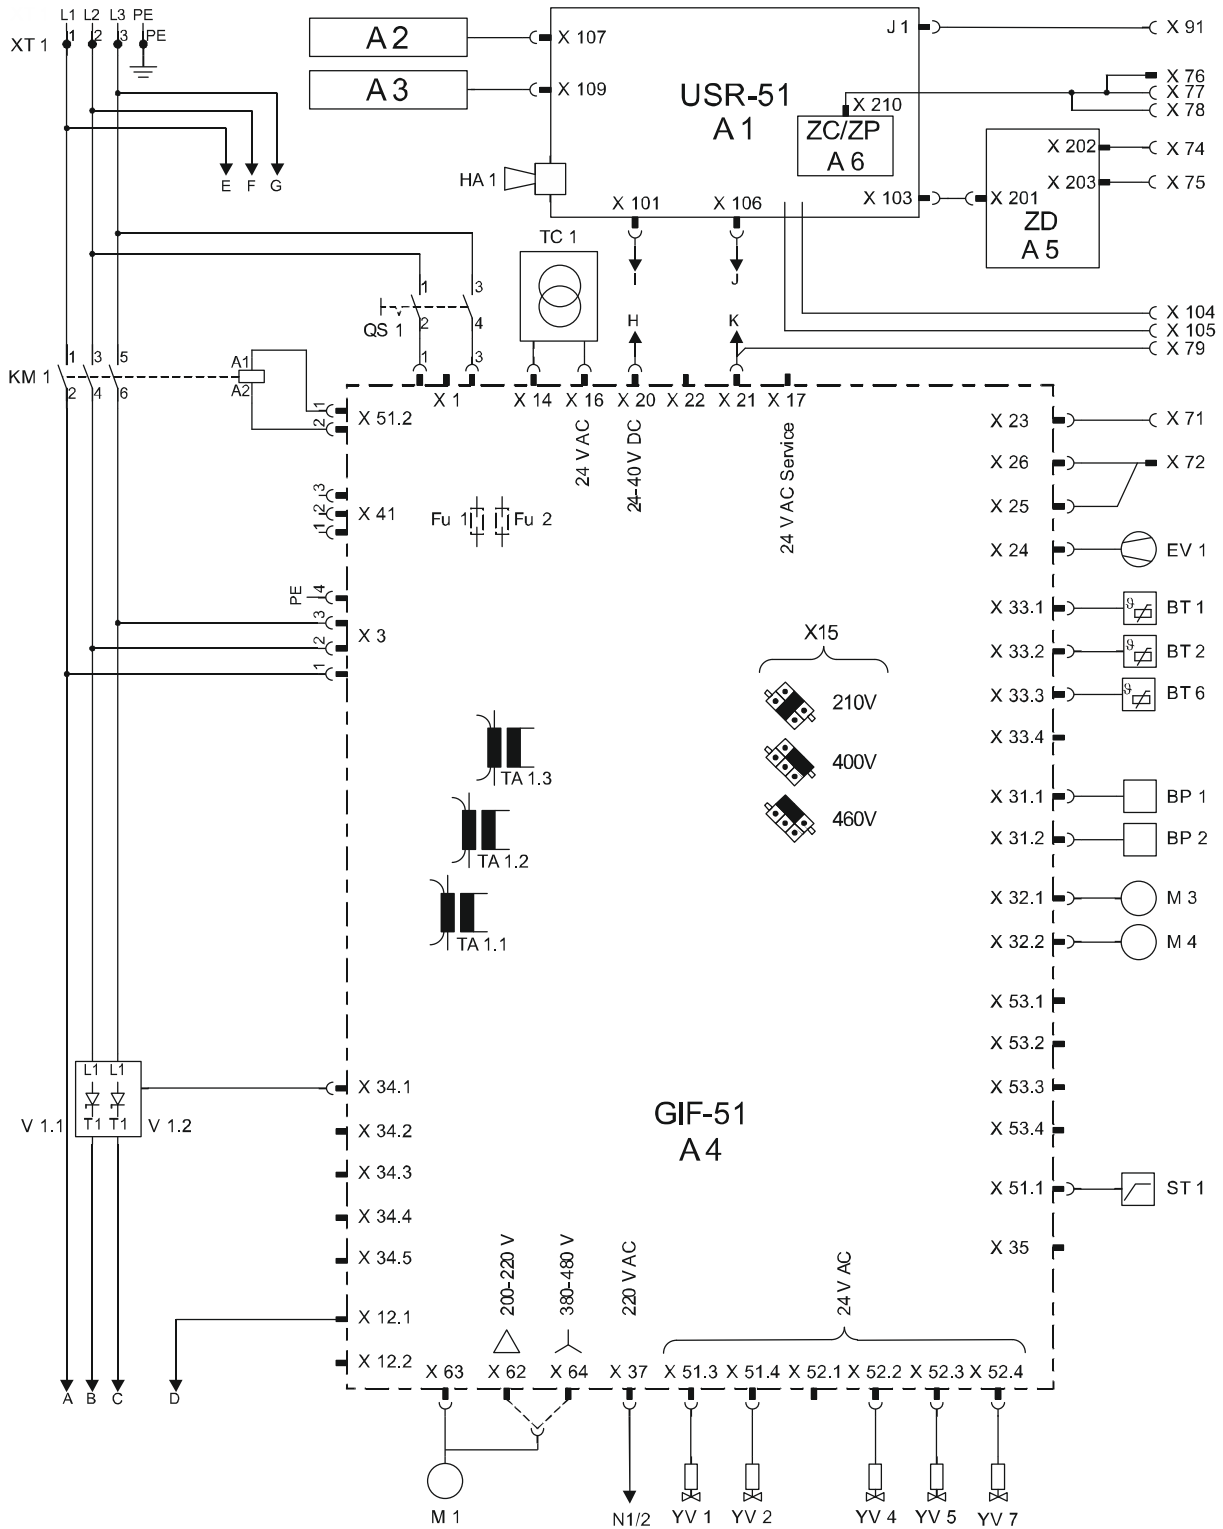 L1 L2 L3 PE
XT 1
1 2 3 PE
E F G
A 2
A 3
HA 1
X 107
X 109
USR-51
A 1
J 1
X 210
ZC/ZP
A 6
X 103
X 101
X 106
I
J
H
K
X 201
X 202
X 203
ZD
A 5
X 91
X 76
X 77
X 78
X 74
X 75
X 104
X 105
X 79
TC 1
QS 1
1 3
2 4
1 3
KM 1
1 3 5
2 4 6
A1
A2
1
2
X 51.2
X 1
X 14
X 16
X 20
X 22
X 21
X 17
24 V AC
24-40 V DC
24 V AC Service
3
2
1
X 41
Fu 1
Fu 2
PE
4
3
2
1
X 3
X15
210V
400V
460V
TA 1.3
TA 1.2
TA 1.1
X 23
X 26
X 25
X 24
X 33.1
X 33.2
X 33.3
X 33.4
X 31.1
X 31.2
X 32.1
X 32.2
X 53.1
X 53.2
X 53.3
X 53.4
X 51.1
X 35
X 71
X 72
EV 1
ϑ BT 1
ϑ BT 2
ϑ BT 6
BP 1
BP 2
M 3
M 4
ST 1
L1 L1
T1 T1
V 1.1
V 1.2
X 34.1
X 34.2
X 34.3
X 34.4
X 34.5
X 12.1
X 12.2
GIF-51
A 4
A B C D
200-220 V
380-480 V
220 V AC
24 V AC
X 63
X 62
X 64
X 37
X 51.3
X 51.4
X 52.1
X 52.2
X 52.3
X 52.4
M 1
N1/2
YV 1
YV 2
YV 4
YV 5
YV 7